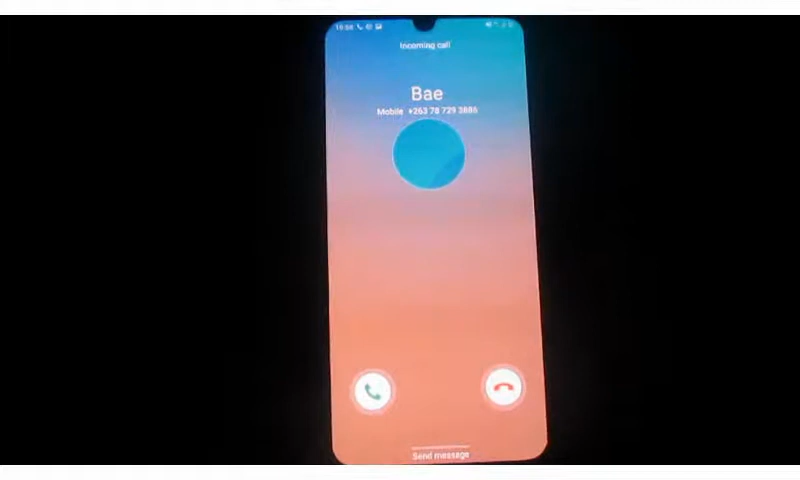 Incoming call
Bae
Mobile +263 78 729 3886
Send message